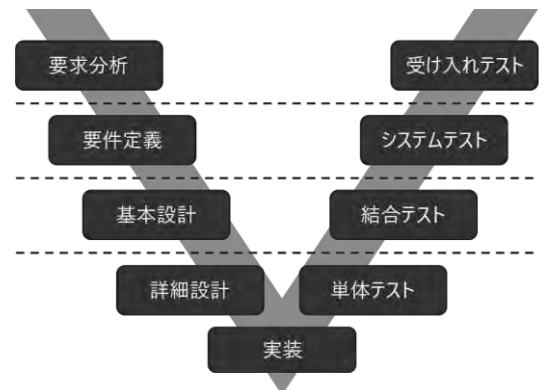 要求分析
受け入れテスト
要件定義
システムテスト
基本設計
結合テスト
詳細設計
単体テスト
実装